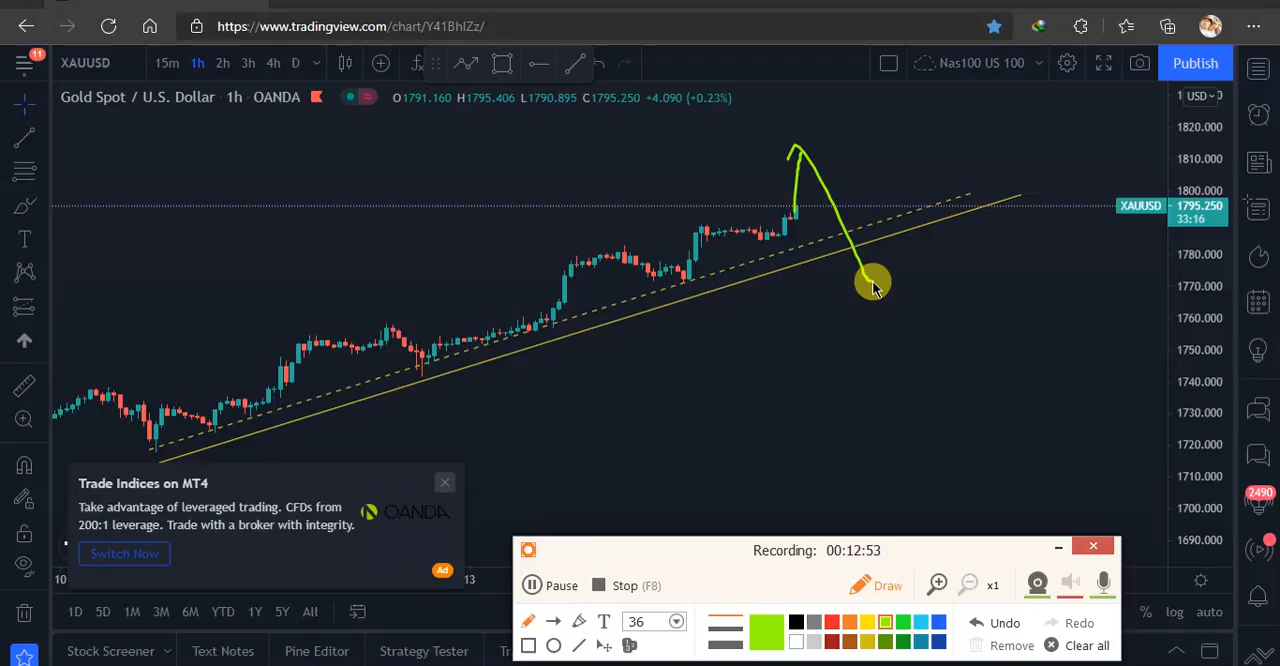 https://www.tradingview.com/chart/Y41BhIZz/
11
XAUUSD 15m 1h 2h 3h 4h D Nas100 US 100 Publish
Gold Spot / U.S. Dollar · 1h · OANDA O1791.160 H1795.406 L1790.895 C1795.250 +4.090 (+0.23%)
USD
1820.000
1810.000
1800.000
XAUUSD 1795.250
33:16
1780.000
1770.000
1760.000
1750.000
1740.000
1730.000
1720.000
1710.000
1700.000
1690.000
Trade Indices on MT4
Take advantage of leveraged trading. CFDs from
200:1 leverage. Trade with a broker with integrity.
OANDA
Switch Now
Ad
2490
10
13
Recording: 00:12:53
Pause Stop (F8) Draw x1
T 36 Undo Redo
Remove Clear all
1D 5D 1M 3M 6M YTD 1Y 5Y All % log auto
Stock Screener Text Notes Pine Editor Strategy Tester